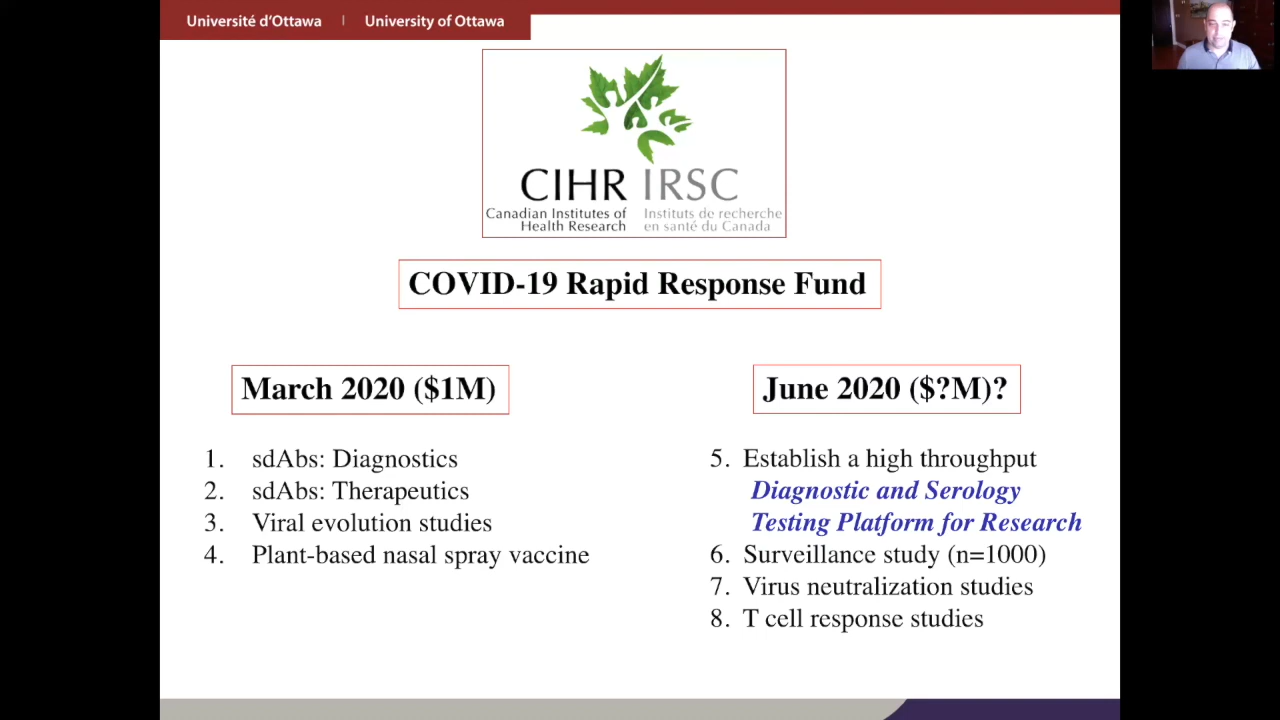 Université d'Ottawa | University of Ottawa
CIHR IRSC
Canadian Institutes of Health Research
Instituts de recherche en santé du Canada
COVID-19 Rapid Response Fund
March 2020 ($1M)
1. sdAbs: Diagnostics
2. sdAbs: Therapeutics
3. Viral evolution studies
4. Plant-based nasal spray vaccine
June 2020 ($?M)?
5. Establish a high throughput
Diagnostic and Serology
Testing Platform for Research
6. Surveillance study (n=1000)
7. Virus neutralization studies
8. T cell response studies